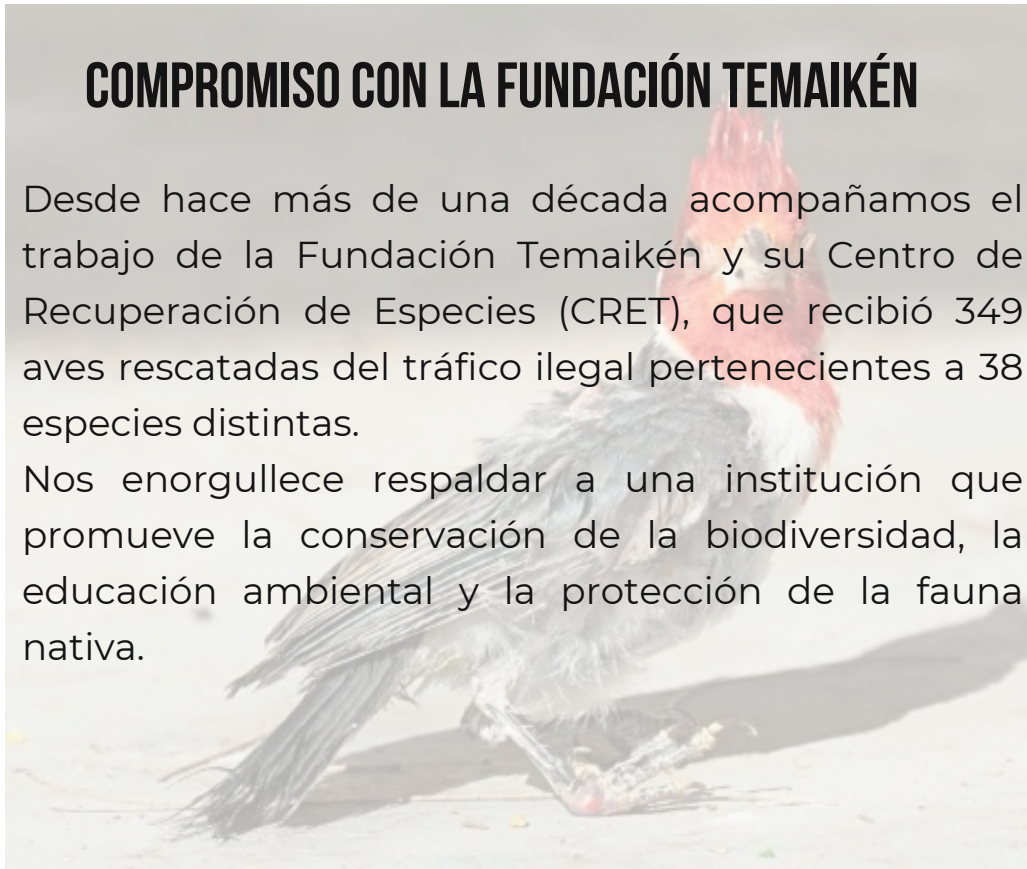 COMPROMISO CON LA FUNDACIÓN TEMAIKÉN
Desde hace más de una década acompañamos el
trabajo de la Fundación Temaikén y su Centro de
Recuperación de Especies (CRET), que recibió 349
aves rescatadas del tráfico ilegal pertenecientes a 38
especies distintas.
Nos enorgullece respaldar a una institución que
promueve la conservación de la biodiversidad, la
educación ambiental y la protección de la fauna
nativa.